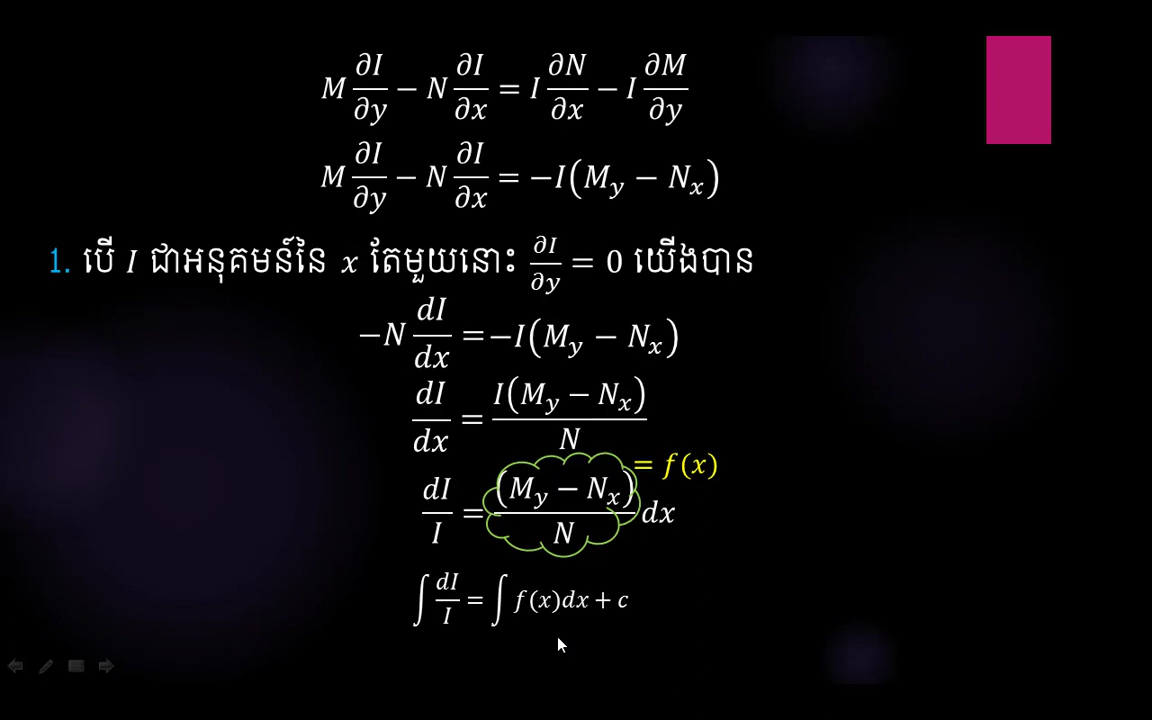 M ∂I/∂y − N ∂I/∂x = I ∂N/∂x − I ∂M/∂y
M ∂I/∂y − N ∂I/∂x = −I(M_y − N_x)
1. បើ I ជាអនុគមន៍នៃ x តែមួយនោះ ∂I/∂y = 0 យើងបាន
−N dI/dx = −I(M_y − N_x)
dI/dx = I(M_y − N_x)/N
= f(x)
dI/I = (M_y − N_x)/N dx
∫ dI/I = ∫ f(x)dx + c